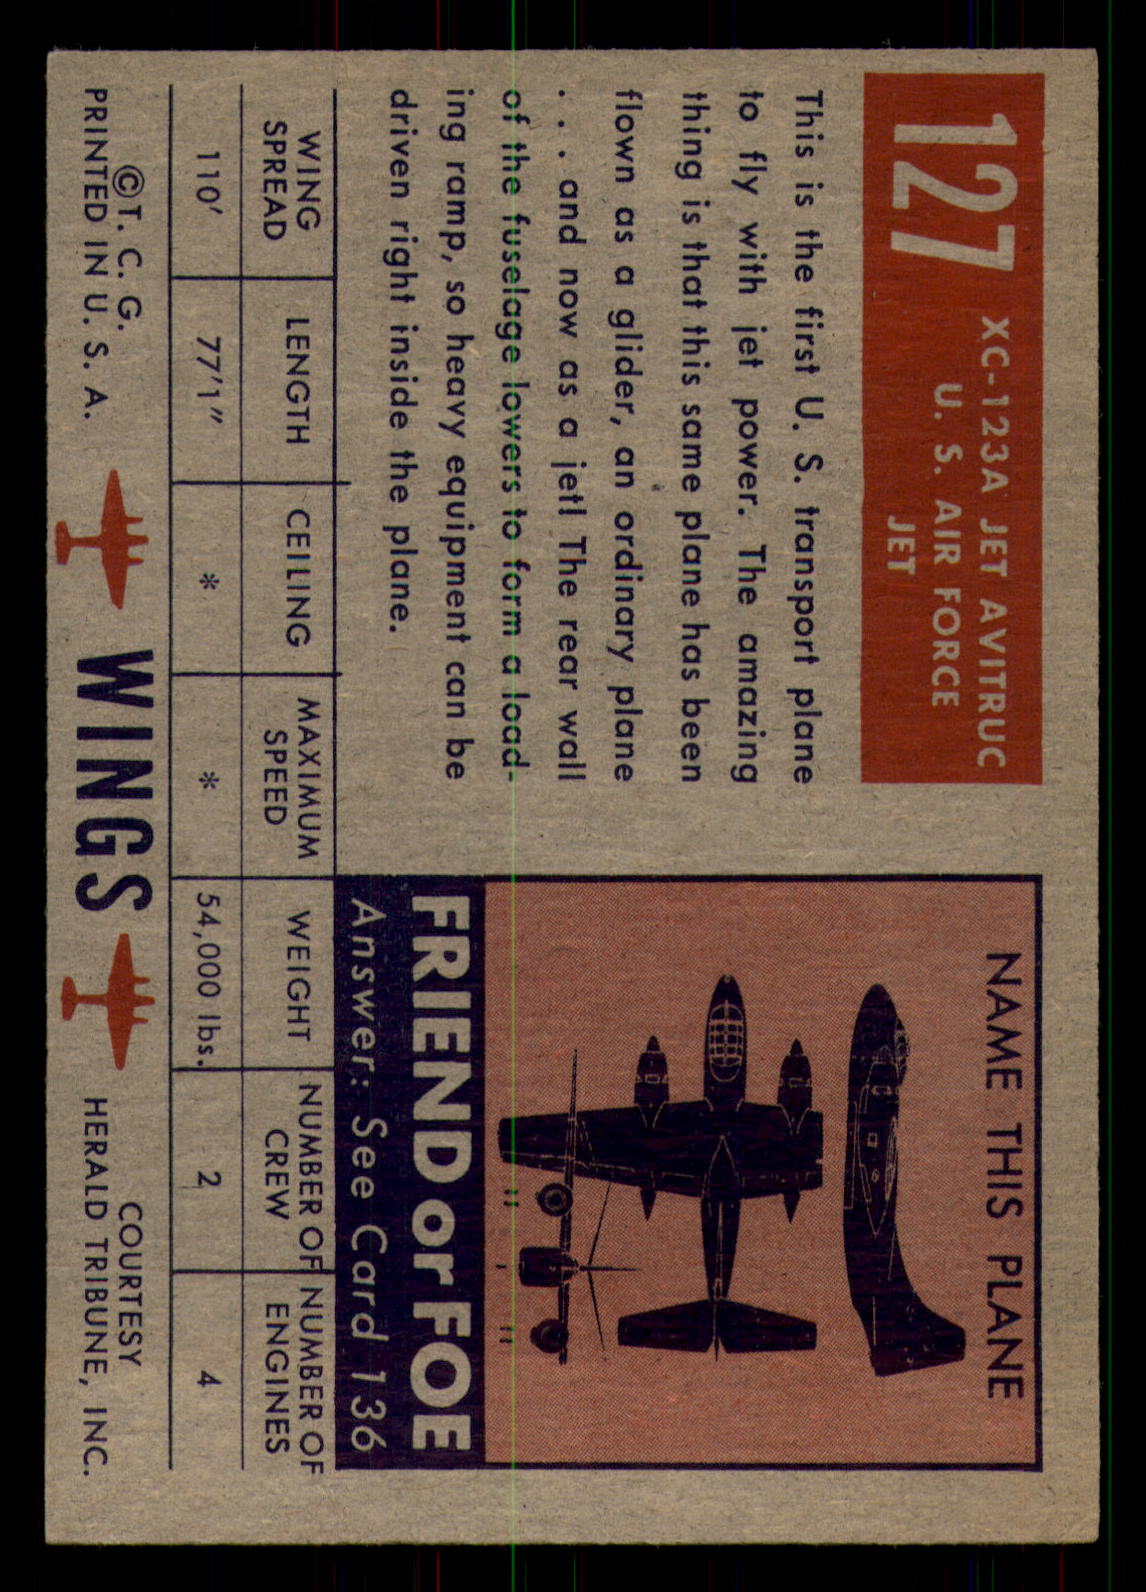 127
XC-123A JET AVITRUC
U. S. AIR FORCE
JET
This is the first U. S. transport plane
to fly with jet power. The amazing
thing is that this same plane has been
flown as a glider, an ordinary plane
. . . and now as a jet! The rear wall
of the fuselage lowers to form a load-
ing ramp, so heavy equipment can be
driven right inside the plane.
NAME THIS PLANE
FRIEND or FOE
Answer: See Card 136
WING SPREAD
LENGTH
CEILING
MAXIMUM SPEED
WEIGHT
NUMBER OF CREW
NUMBER OF ENGINES
110'
77'1"
*
*
54,000 lbs.
2
4
©T. C. G.
PRINTED IN U. S. A.
WINGS
COURTESY
HERALD TRIBUNE, INC.